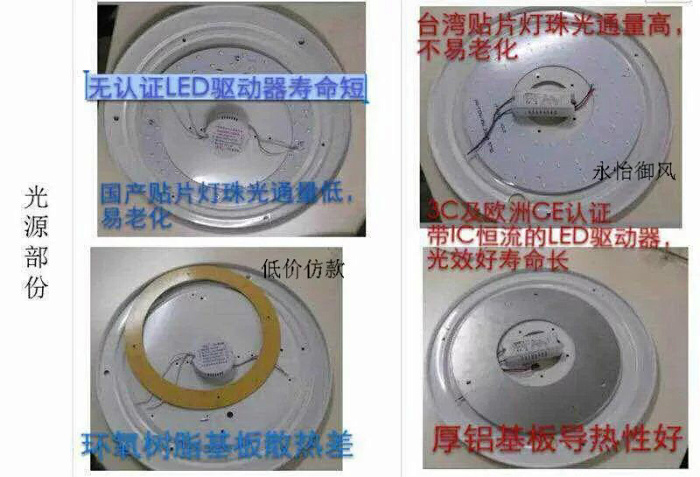 光源部份
无认证LED驱动器寿命短
国产贴片灯珠光通量低，
易老化
台湾贴片灯珠光通量高，
不易老化
永怡御风
3C及欧洲CE认证
带IC恒流的LED驱动器，
光效好寿命长
低价仿款
环氧树脂基板散热差
厚铝基板导热性好